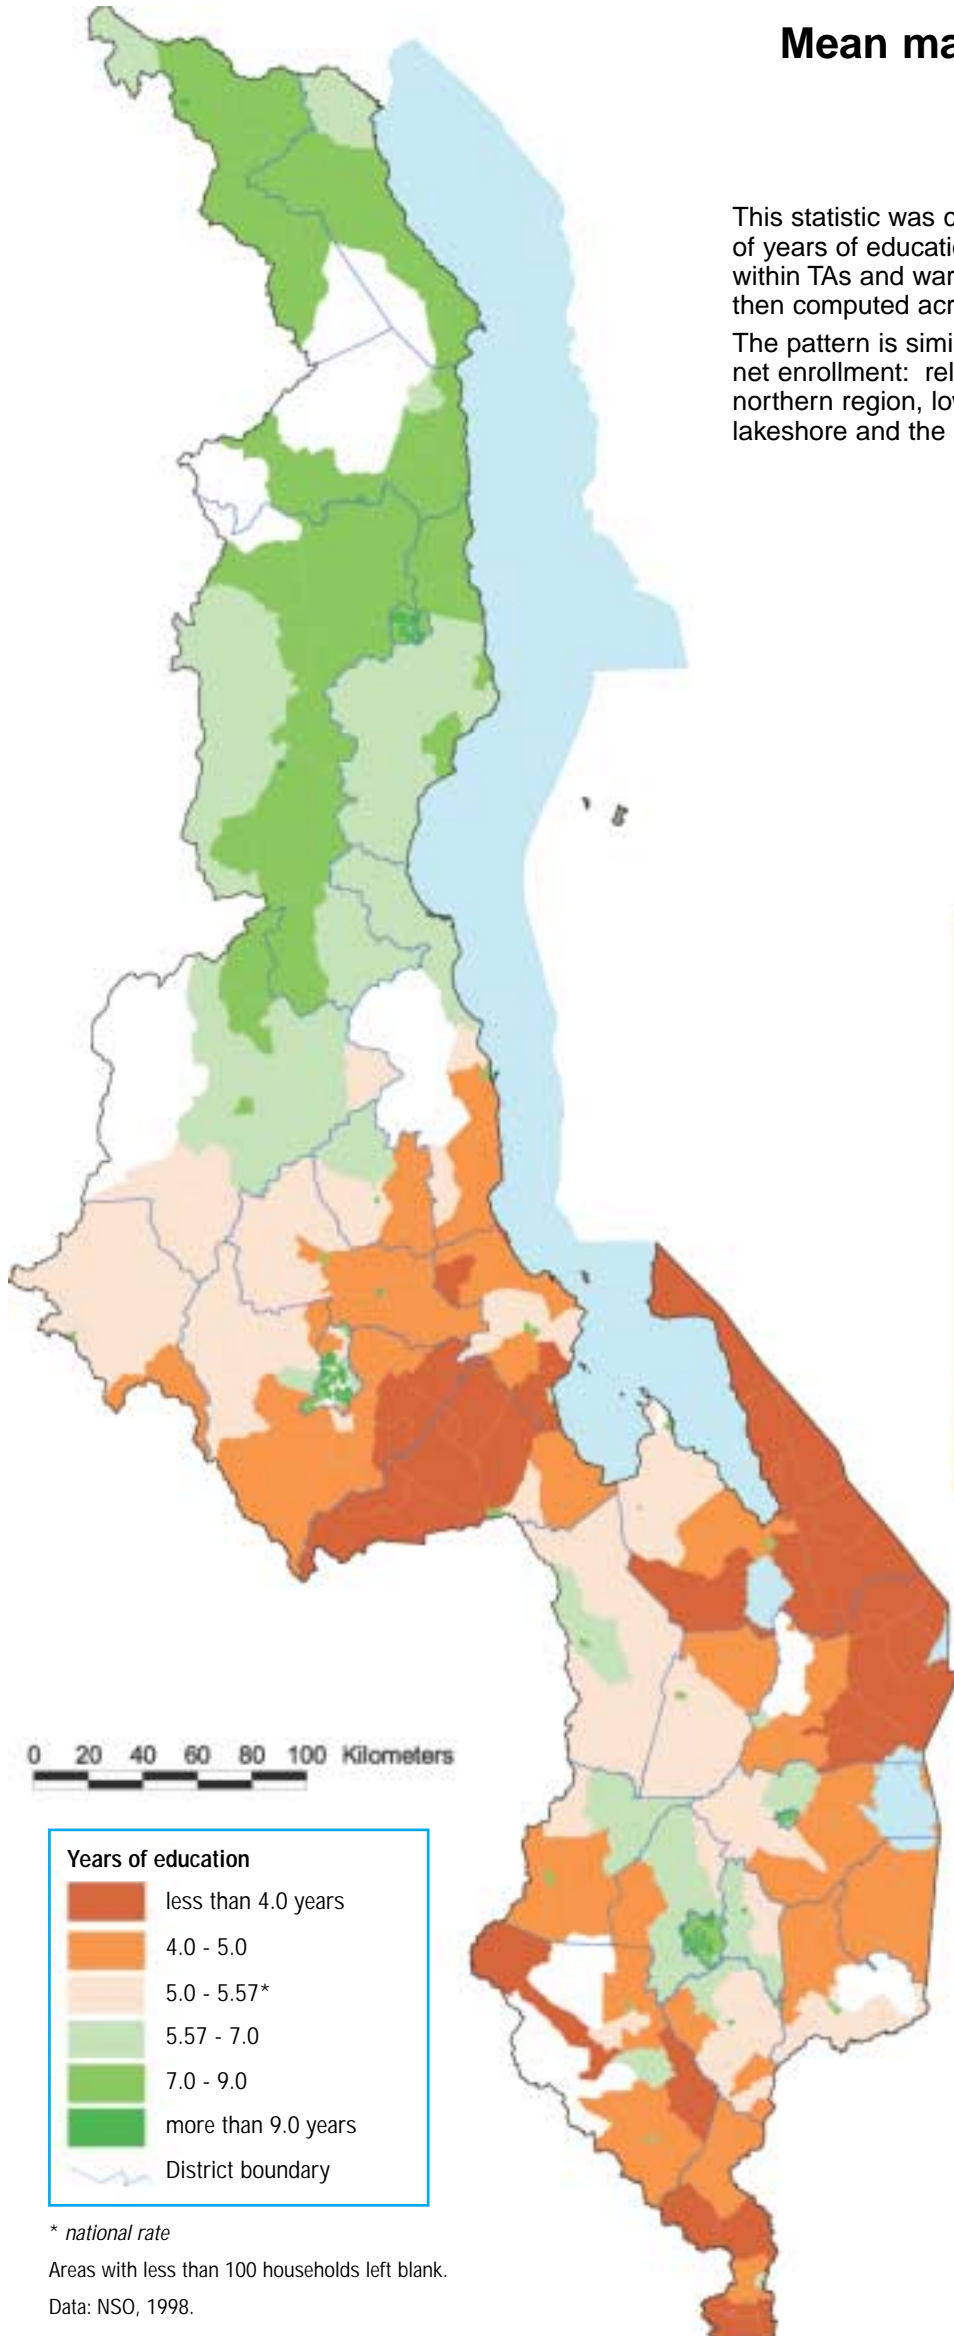 Mean ma
This statistic was c
of years of educati
within TAs and war
then computed acr
The pattern is simi
net enrollment: rel
northern region, lov
lakeshore and the
0 20 40 60 80 100 Kilometers
Years of education
less than 4.0 years
4.0 - 5.0
5.0 - 5.57*
5.57 - 7.0
7.0 - 9.0
more than 9.0 years
District boundary
* national rate
Areas with less than 100 households left blank.
Data: NSO, 1998.